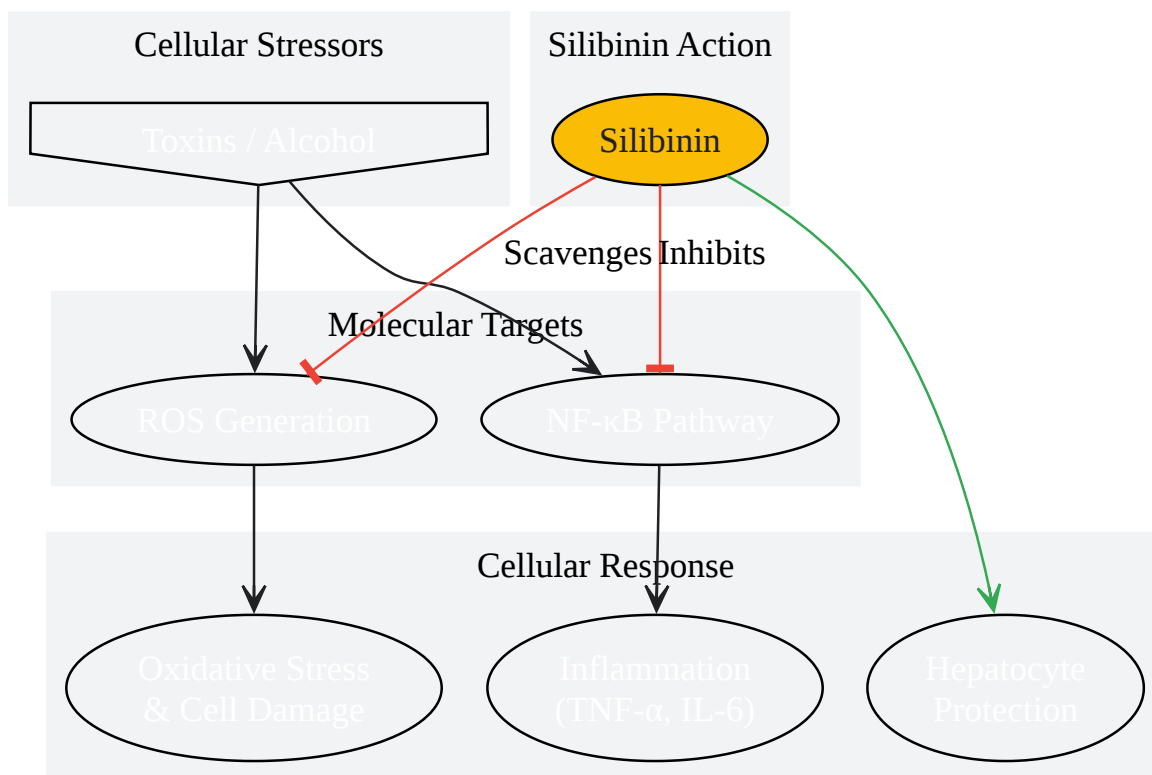 Cellular Stressors
Silibinin Action
Toxins / Alcohol
Silibinin
Scavenges
Inhibits
Molecular Targets
ROS Generation
NF-κB Pathway
Cellular Response
Oxidative Stress
& Cell Damage
Inflammation
(TNF-α, IL-6)
Hepatocyte
Protection